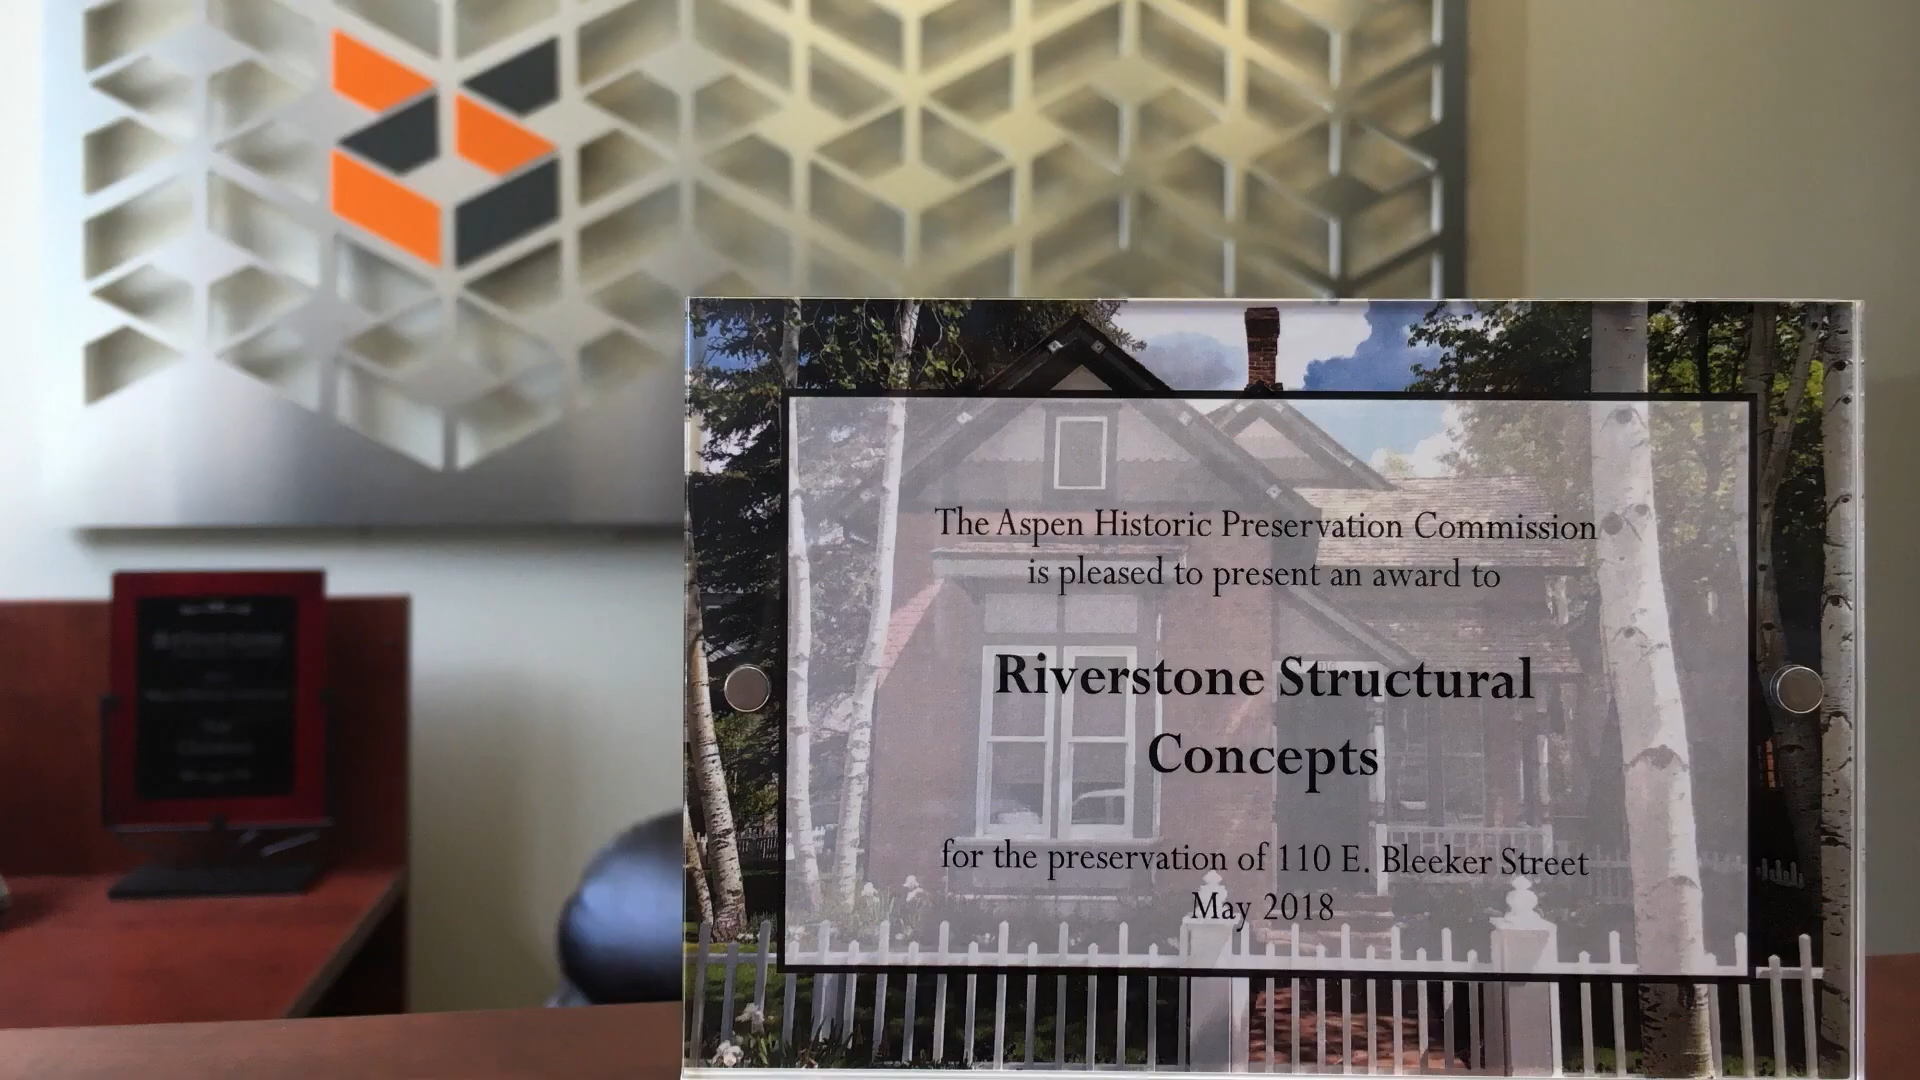 The Aspen Historic Preservation Commission
is pleased to present an award to
Riverstone Structural
Concepts
for the preservation of 110 E. Bleeker Street
May 2018